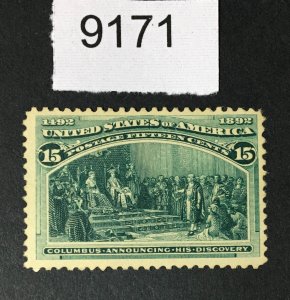 9171
1492 1892
UNITED STATES OF AMERICA
POSTAGE FIFTEEN CENTS
15 15
COLUMBUS ANNOUNCING HIS DISCOVERY